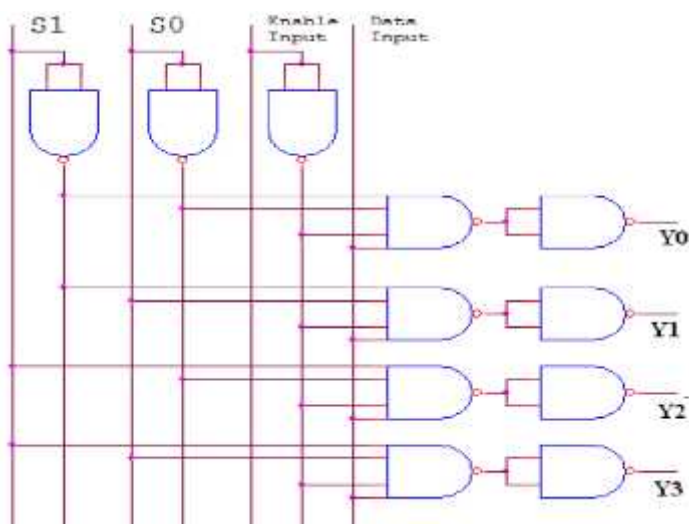 S1
S0
Enable
Input
Data
Input
Y0
Y1
Y2
Y3